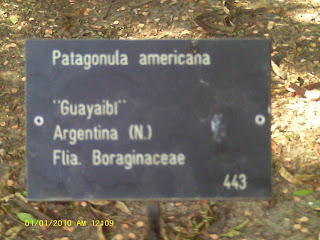 Patagonula americana
"Guayaibi"
Argentina (N.)
Flia. Boraginaceae
443
01/01/2010 AM 12:09